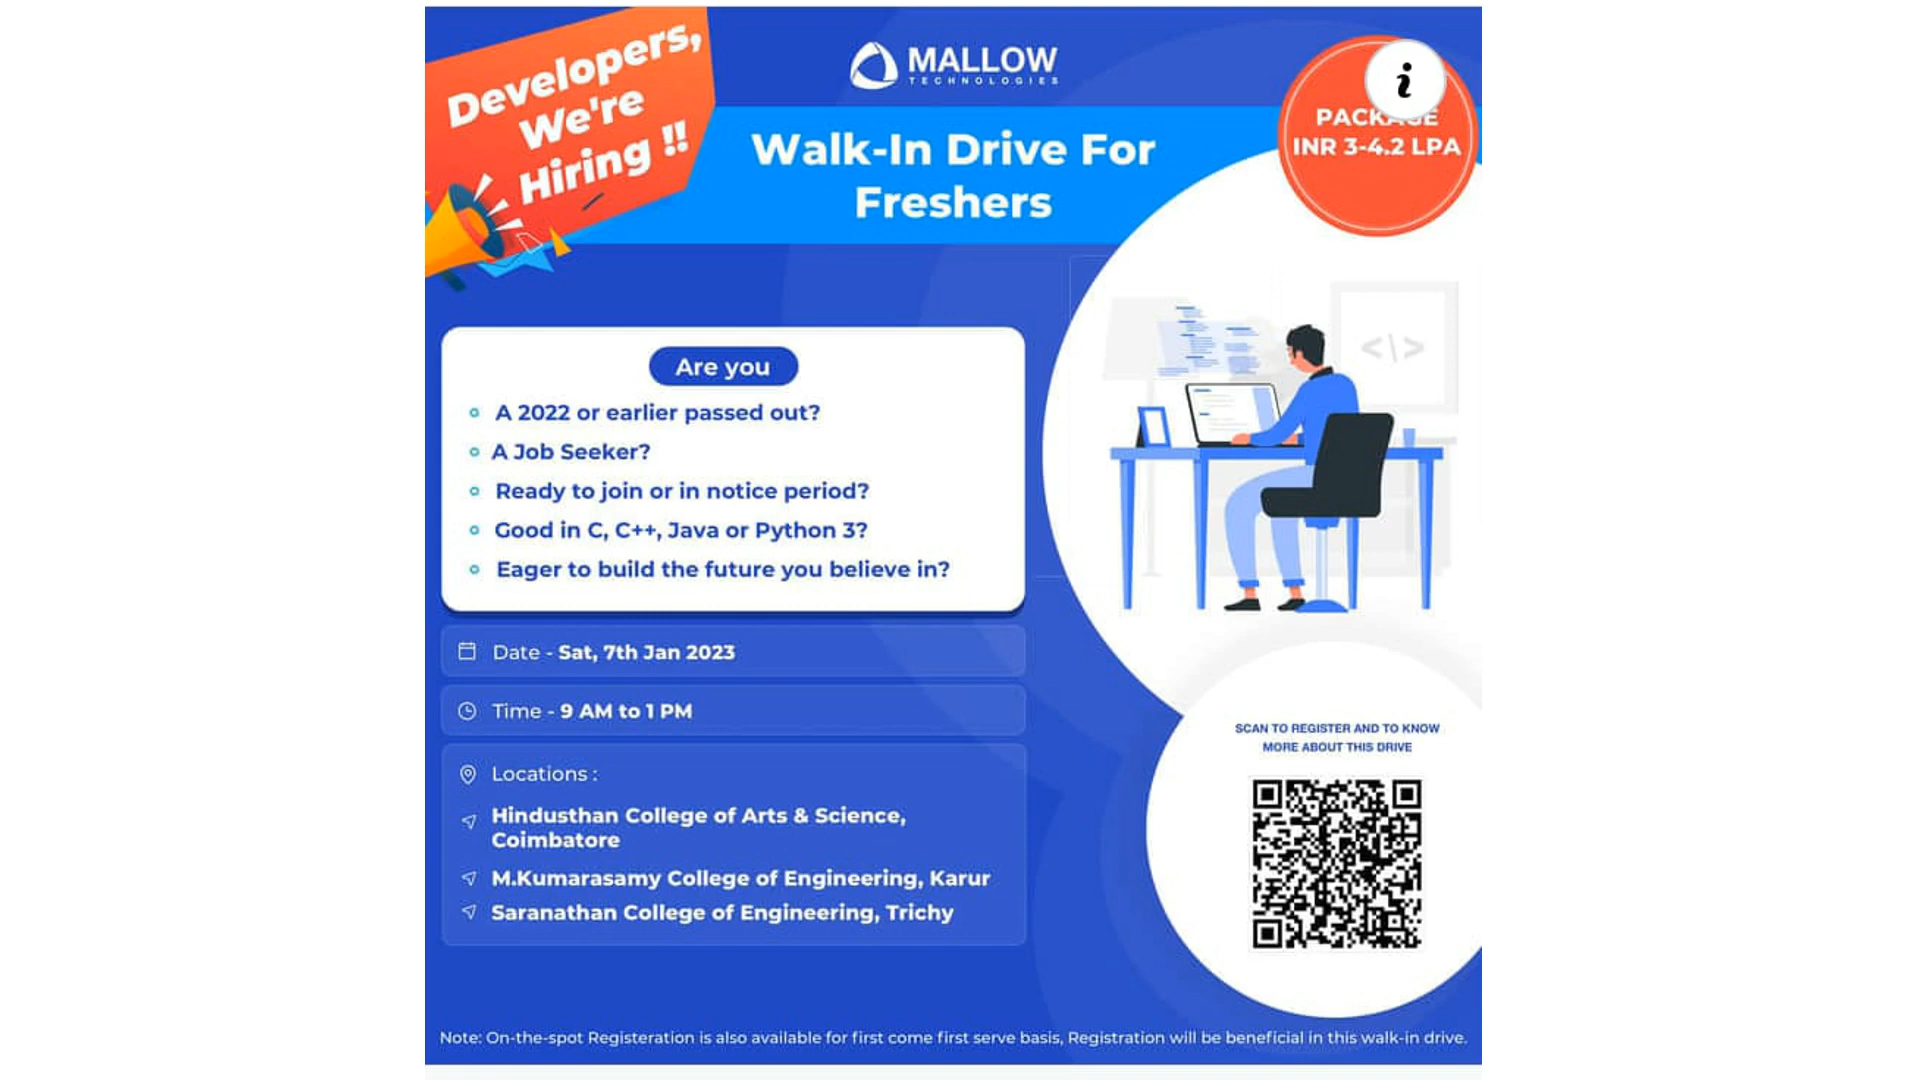 Developers,
We're
Hiring !!
MALLOW
TECHNOLOGIES
Walk-In Drive For
Freshers
i
PACKAGE
INR 3-4.2 LPA
</\>
Are you
A 2022 or earlier passed out?
A Job Seeker?
Ready to join or in notice period?
Good in C, C++, Java or Python 3?
Eager to build the future you believe in?
Date - Sat, 7th Jan 2023
Time - 9 AM to 1 PM
Locations :
Hindusthan College of Arts & Science,
Coimbatore
M.Kumarasamy College of Engineering, Karur
Saranathan College of Engineering, Trichy
SCAN TO REGISTER AND TO KNOW
MORE ABOUT THIS DRIVE
Note: On-the-spot Registeration is also available for first come first serve basis, Registration will be beneficial in this walk-in drive.